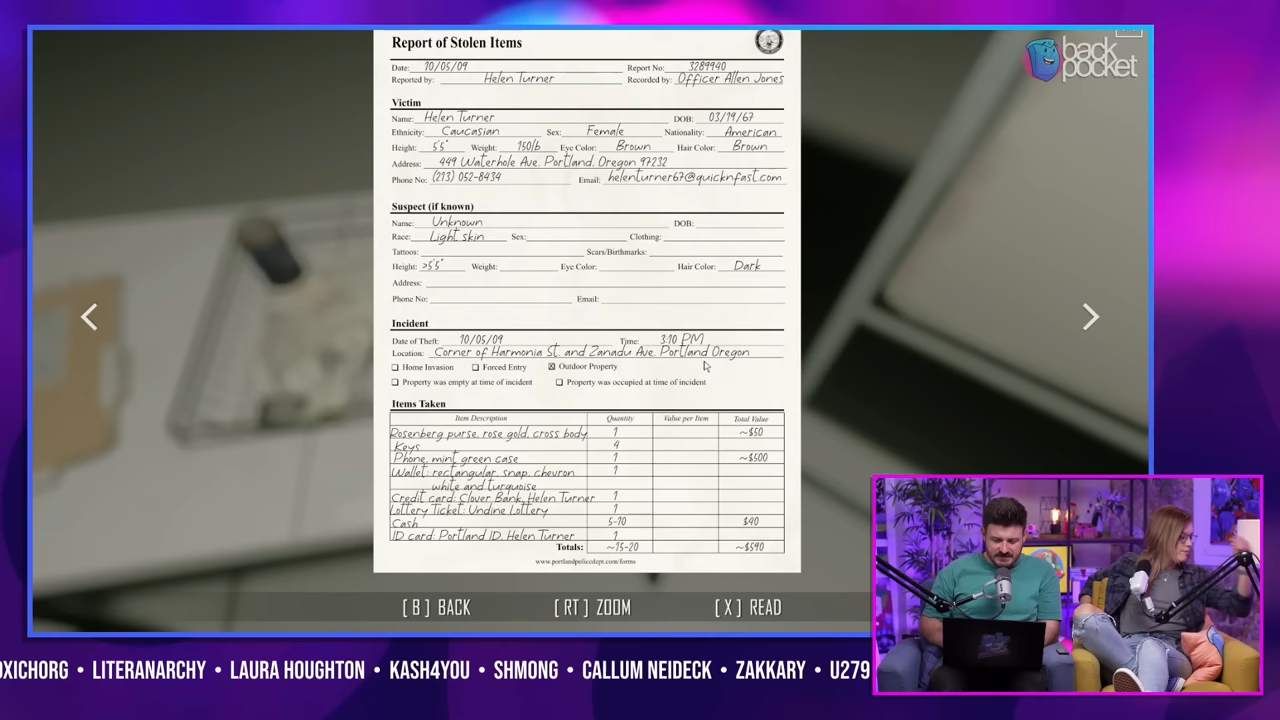 Report of Stolen Items
back
pocket
Date: 10/05/09 Report No: 3289940
Reported by: Helen Turner Recorded by: Officer Allen Jones
Victim
Name: Helen Turner DOB: 03/19/67
Ethnicity: Caucasian Sex: Female Nationality: American
Height: 5'5" Weight: 150lb Eye Color: Brown Hair Color: Brown
Address: 449 Waterhole Ave. Portland, Oregon 97232
Phone No: (213) 052-8434 Email: helenturner67@quicknfast.com
Suspect (if known)
Name: Unknown DOB:
Race: Light skin Sex: Clothing:
Tattoos: Scars/Birthmarks:
Height: >5'5" Weight: Eye Color: Hair Color: Dark
Address:
Phone No: Email:
Incident
Date of Theft: 10/05/09 Time: 3:10 PM
Location: Corner of Harmonia St. and Zanadu Ave. Portland Oregon
Home Invasion Forced Entry Outdoor Property
Property was empty at time of incident Property was occupied at time of incident
Items Taken
Item Description Quantity Value per Item Total Value
Rosenberg purse, rose gold, cross body 1 ~$50
Keys 4
Phone, mint green case 1 ~$500
Wallet: rectangular, snap, chevron 1
white and turquoise
Credit card: Clover Bank, Helen Turner 1
Lottery Ticket: Undine Lottery 1
Cash 5-10 $40
ID card: Portland ID, Helen Turner 1
Totals: ~15-20 ~$590
www.portlandpolicedept.com/forms
[ B ] BACK [ RT ] ZOOM [ X ] READ
OXICHORG • LITERANARCHY • LAURA HOUGHTON • KASH4YOU • SHMONG • CALLUM NEIDECK • ZAKKARY • U279